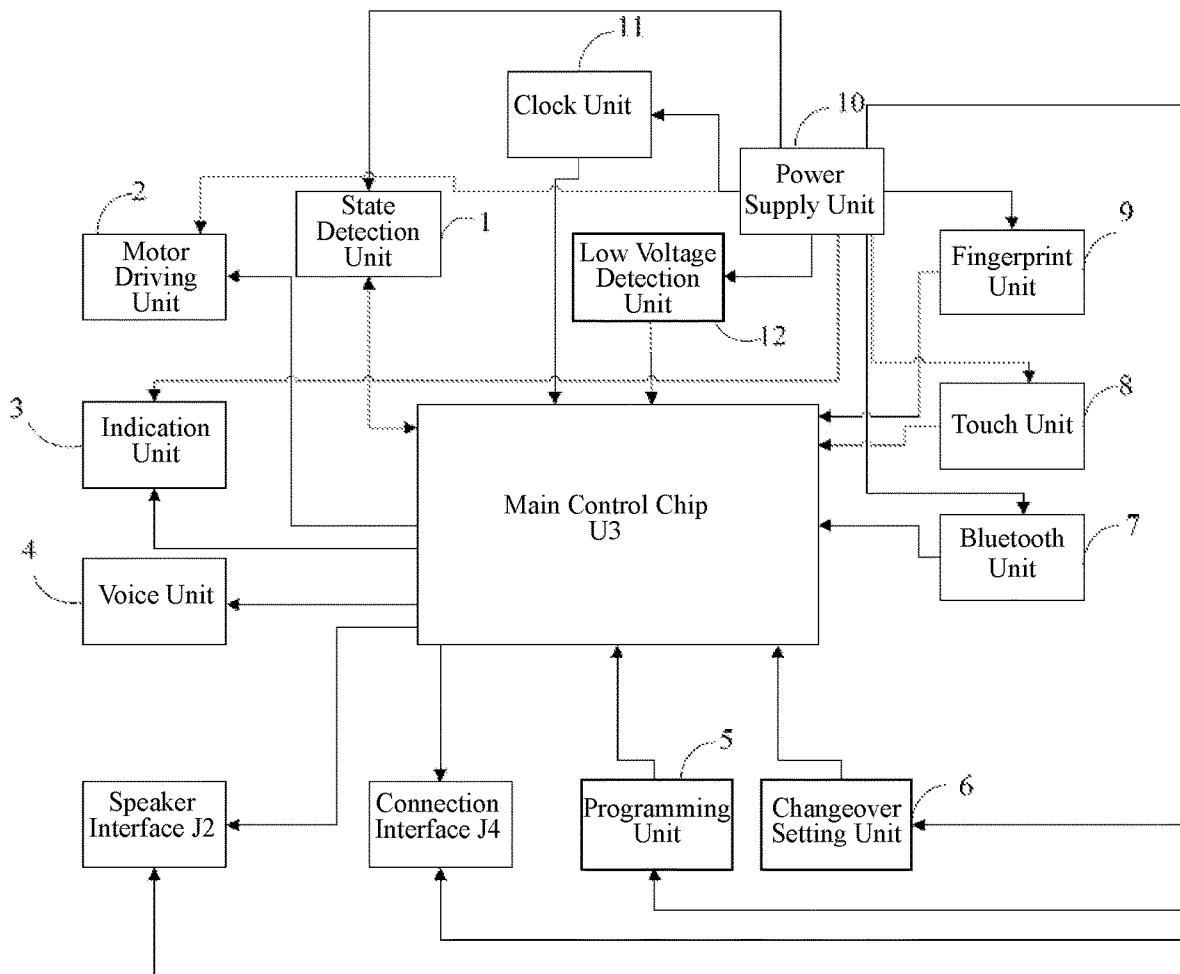 11
Clock Unit
10
Power
Supply Unit
2
Motor
Driving
Unit
State
Detection
Unit
1
Low Voltage
Detection
Unit
12
9
Fingerprint
Unit
3
Indication
Unit
8
Touch Unit
Main Control Chip
U3
4
Voice Unit
7
Bluetooth
Unit
5
6
Speaker
Interface J2
Connection
Interface J4
Programming
Unit
Changeover
Setting Unit